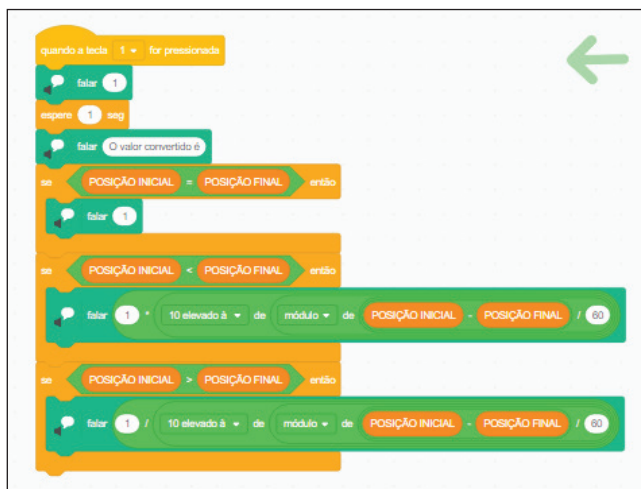 quando a tecla 1 for pressionada
falar 1
espere 1 seg
falar O valor convertido é
se POSIÇÃO INICIAL = POSIÇÃO FINAL então
falar 1
se POSIÇÃO INICIAL < POSIÇÃO FINAL então
falar 1 * 10 elevado à de módulo de POSIÇÃO INICIAL - POSIÇÃO FINAL / 60
se POSIÇÃO INICIAL > POSIÇÃO FINAL então
falar 1 / 10 elevado à de módulo de POSIÇÃO INICIAL - POSIÇÃO FINAL / 60